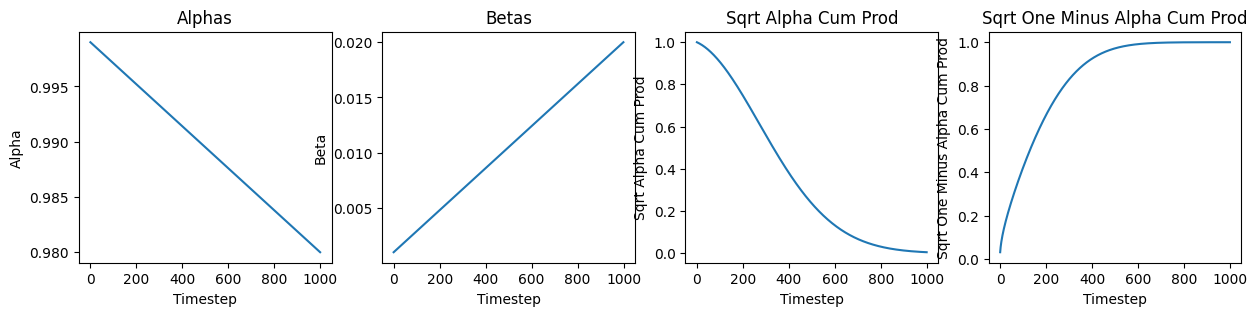 Alphas
Alpha
0.995
0.990
0.985
0.980
0 200 400 600 800 1000
Timestep
Betas
Beta
0.020
0.015
0.010
0.005
0 200 400 600 800 1000
Timestep
Sqrt Alpha Cum Prod
Sqrt Alpha Cum Prod
1.0
0.8
0.6
0.4
0.2
0.0
0 200 400 600 800 1000
Timestep
Sqrt One Minus Alpha Cum Prod
Sqrt One Minus Alpha Cum Prod
1.0
0.8
0.6
0.4
0.2
0.0
0 200 400 600 800 1000
Timestep